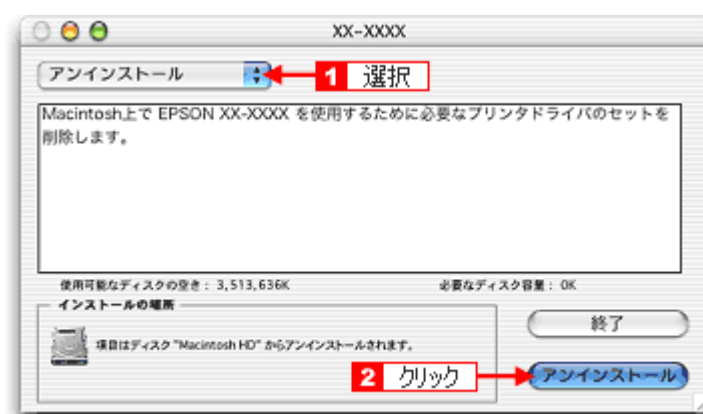 XX-XXXX
アンインストール
1 選択
Macintosh上で EPSON XX-XXXX を使用するために必要なプリンタドライバのセットを
削除します。
使用可能なディスクの空き : 3,513,636K
必要なディスク容量 : 0K
インストールの場所
項目はディスク "Macintosh HD" からアンインストールされます。
終了
2 クリック
アンインストール